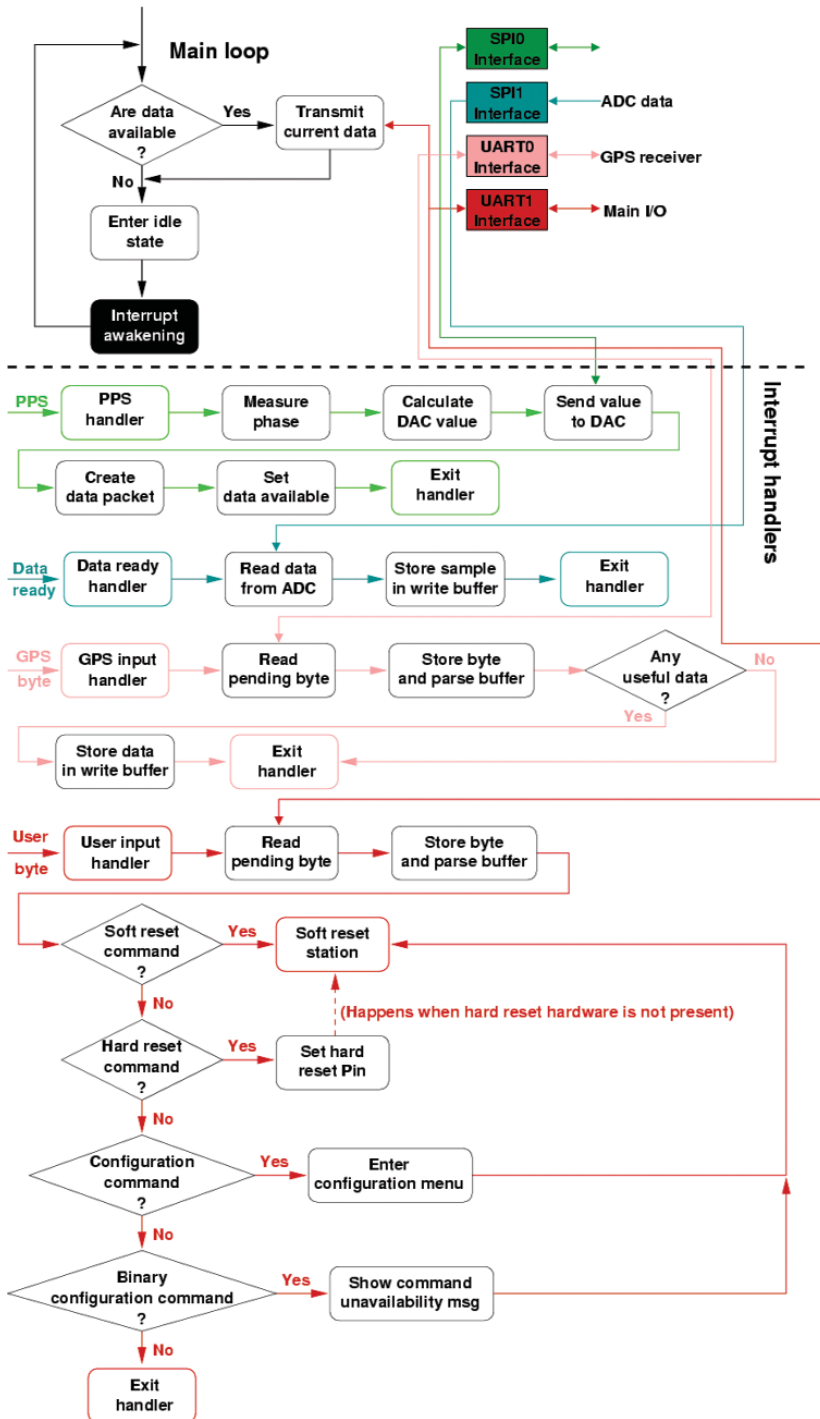 Main loop
Are data
available
?
Yes
Transmit
current data
No
Enter idle
state
Interrupt
awakening
SPI0
Interface
SPI1
Interface
ADC data
UART0
Interface
GPS receiver
UART1
Interface
Main I/O
Interrupt handlers
PPS
PPS
handler
Measure
phase
Calculate
DAC value
Send value
to DAC
Create
data packet
Set
data available
Exit
handler
Data
ready
Data ready
handler
Read data
from ADC
Store sample
in write buffer
Exit
handler
GPS
byte
GPS input
handler
Read
pending byte
Store byte
and parse buffer
Any
useful data
?
No
Yes
Store data
in write buffer
Exit
handler
User
byte
User input
handler
Read
pending byte
Store byte
and parse buffer
Soft reset
command
?
Yes
Soft reset
station
No
(Happens when hard reset hardware is not present)
Hard reset
command
?
Yes
Set hard
reset Pin
No
Configuration
command
?
Yes
Enter
configuration menu
No
Binary
configuration command
?
Yes
Show command
unavailability msg
No
Exit
handler